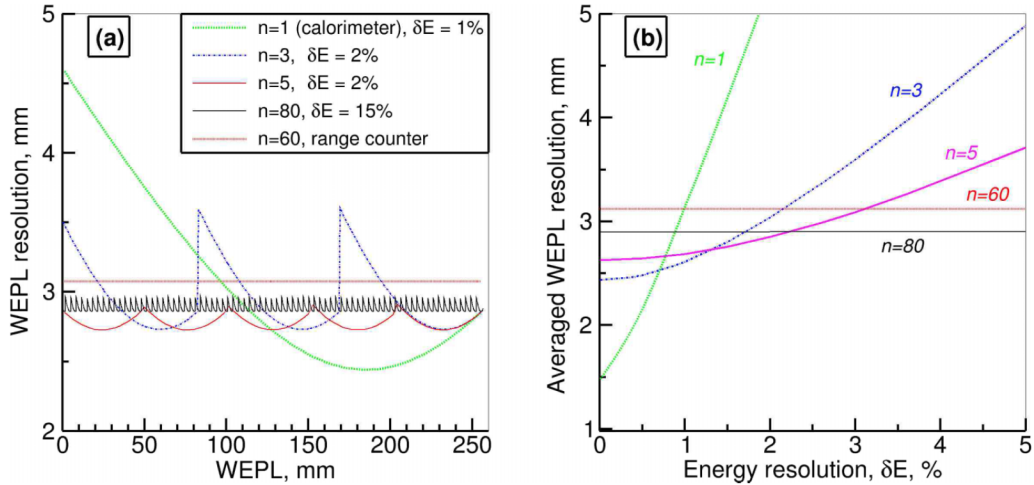 (a)
n=1 (calorimeter), δE = 1%
n=3, δE = 2%
n=5, δE = 2%
n=80, δE = 15%
n=60, range counter
5
4
3
2
WEPL resolution, mm
0
50
100
150
200
250
WEPL, mm
(b)
n=1
n=3
n=5
n=60
n=80
5
4
3
2
1
Averaged WEPL resolution, mm
0
1
2
3
4
5
Energy resolution, δE, %